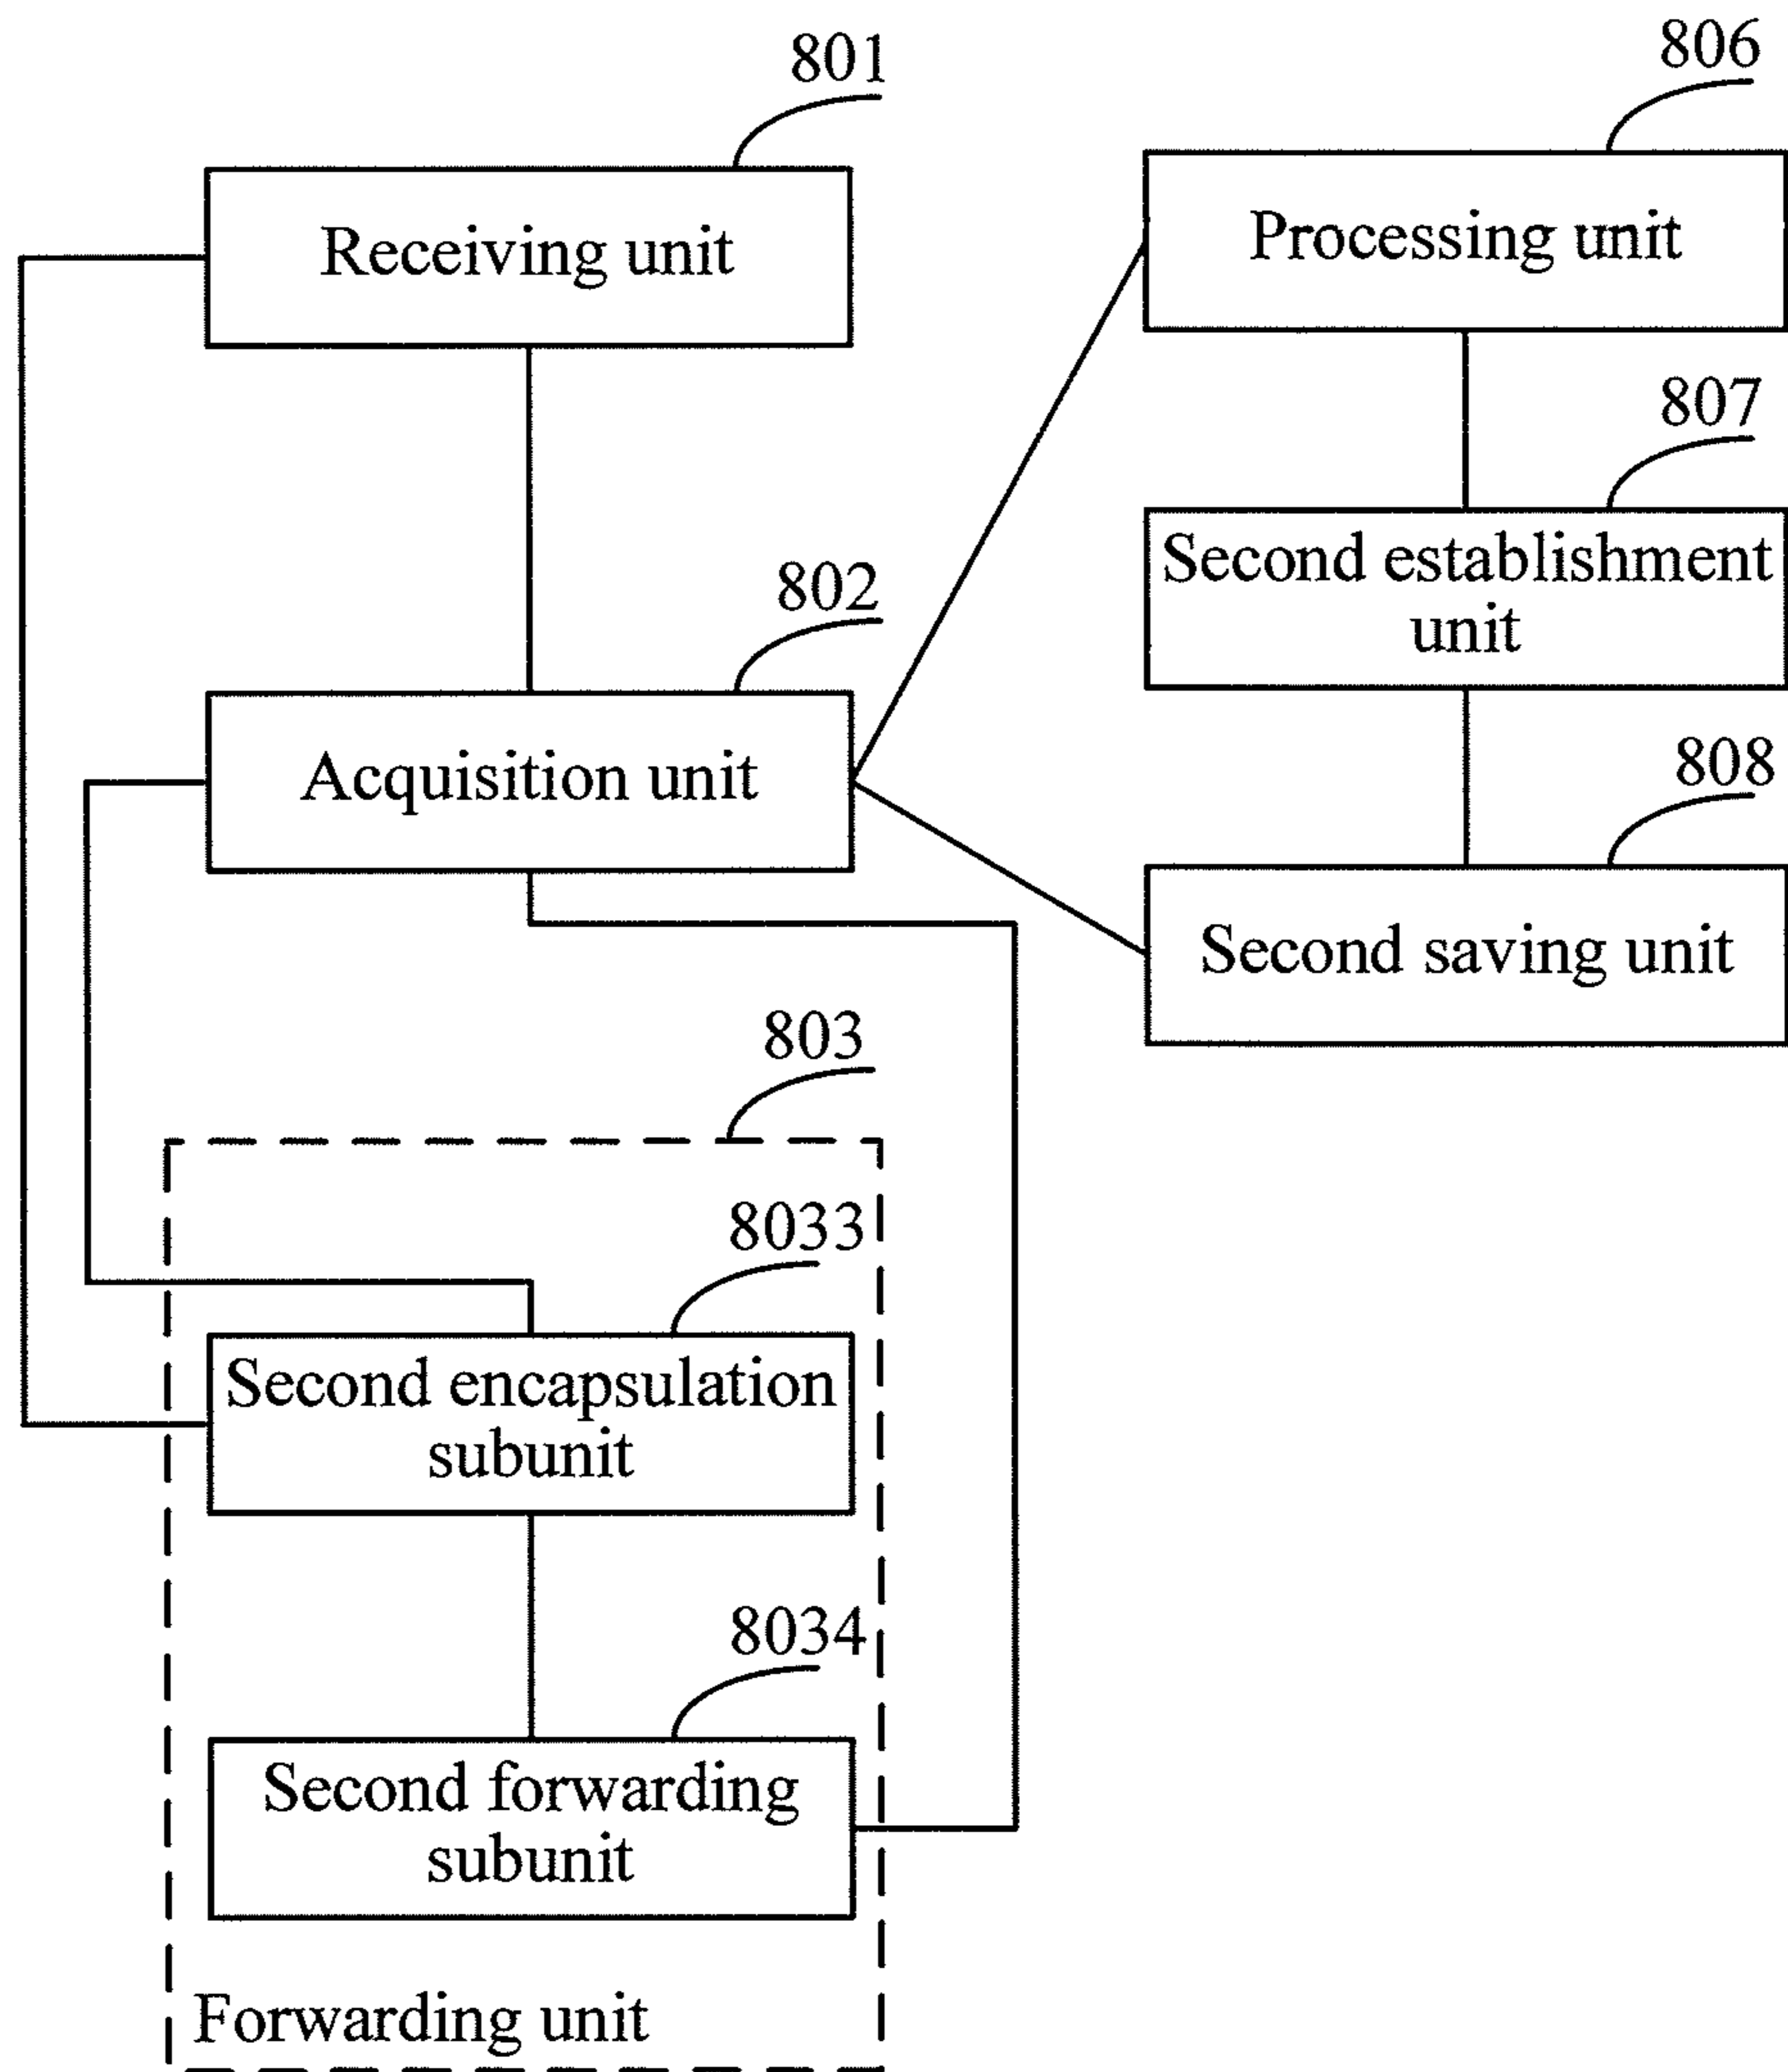 801
Receiving unit
802
Acquisition unit
803
8033
Second encapsulation
subunit
8034
Second forwarding
subunit
Forwarding unit
806
Processing unit
807
Second establishment
unit
808
Second saving unit